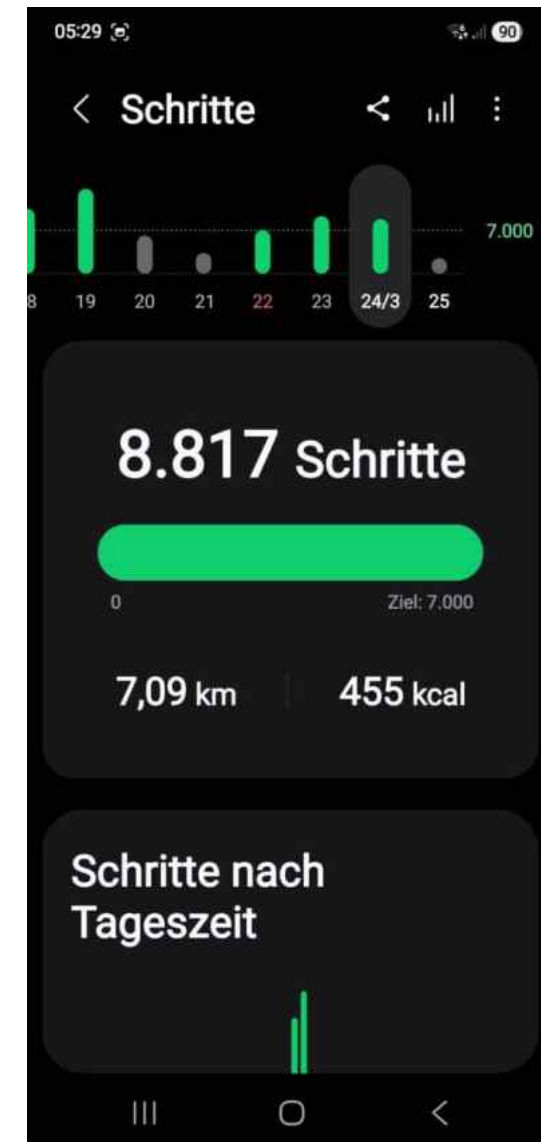 05:29 90
Schritte
7.000
8 19 20 21 22 23 24/3 25
8.817 Schritte
0 Ziel: 7.000
7,09 km 455 kcal
Schritte nach
Tageszeit